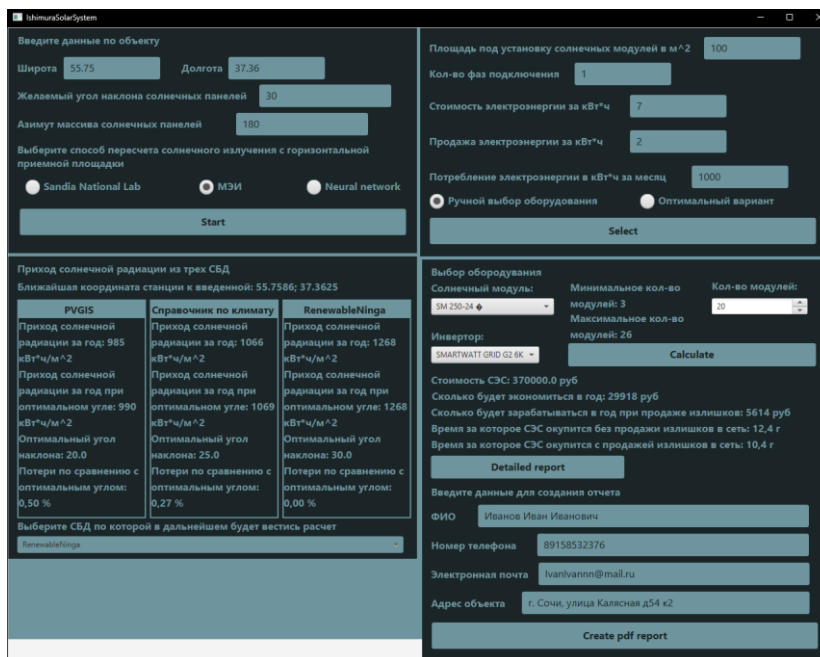 IshimuraSolarSystem
Введите данные по объекту
Широта 55.75 Долгота 37.36
Желаемый угол наклона солнечных панелей 30
Азимут массива солнечных панелей 180
Выберите способ пересчета солнечного излучения с горизонтальной
приемной площадки
Sandia National Lab МЭИ Neural network
Start
Площадь под установку солнечных модулей в м^2 100
Кол-во фаз подключения 1
Стоимость электроэнергии за кВт*ч 7
Продажа электроэнергии за кВт*ч 2
Потребление электроэнергии в кВт*ч за месяц 1000
Ручной выбор оборудования Оптимальный вариант
Select
Приход солнечной радиации из трех СБД
Ближайшая координата станции к введенной: 55.7586; 37.3625
PVGIS
Приход солнечной
радиации за год: 985
кВт*ч/м^2
Приход солнечной
радиации за год при
оптимальном угле: 990
кВт*ч/м^2
Оптимальный угол
наклона: 20.0
Потери по сравнению с
оптимальным углом:
0,50 %
Справочник по климату
Приход солнечной
радиации за год: 1066
кВт*ч/м^2
Приход солнечной
радиации за год при
оптимальном угле: 1069
кВт*ч/м^2
Оптимальный угол
наклона: 25.0
Потери по сравнению с
оптимальным углом:
0,27 %
RenewableNinga
Приход солнечной
радиации за год: 1268
кВт*ч/м^2
Приход солнечной
радиации за год при
оптимальном угле: 1268
кВт*ч/м^2
Оптимальный угол
наклона: 30.0
Потери по сравнению с
оптимальным углом:
0,00 %
Выберите СБД по которой в дальнейшем будет вестись расчет
RenewableNinga
Выбор обородувания
Солнечный модуль:
SM 250-24 �
Минимальное кол-во
модулей: 3
Максимальное кол-во
модулей: 26
Кол-во модулей:
20
Инвертор:
SMARTWATT GRID G2 6K
Calculate
Стоимость СЭС: 370000.0 руб
Сколько будет экономиться в год: 29918 руб
Сколько будет зарабатываться в год при продаже излишков: 5614 руб
Время за которое СЭС окупится без продажи излишков в сеть: 12,4 г
Время за которое СЭС окупится с продажей излишков в сеть: 10,4 г
Detailed report
Введите данные для создания отчета
ФИО Иванов Иван Иванович
Номер телефона 89158532376
Электронная почта IvanIvannn@mail.ru
Адрес объекта г. Сочи, улица Калясная д54 к2
Create pdf report